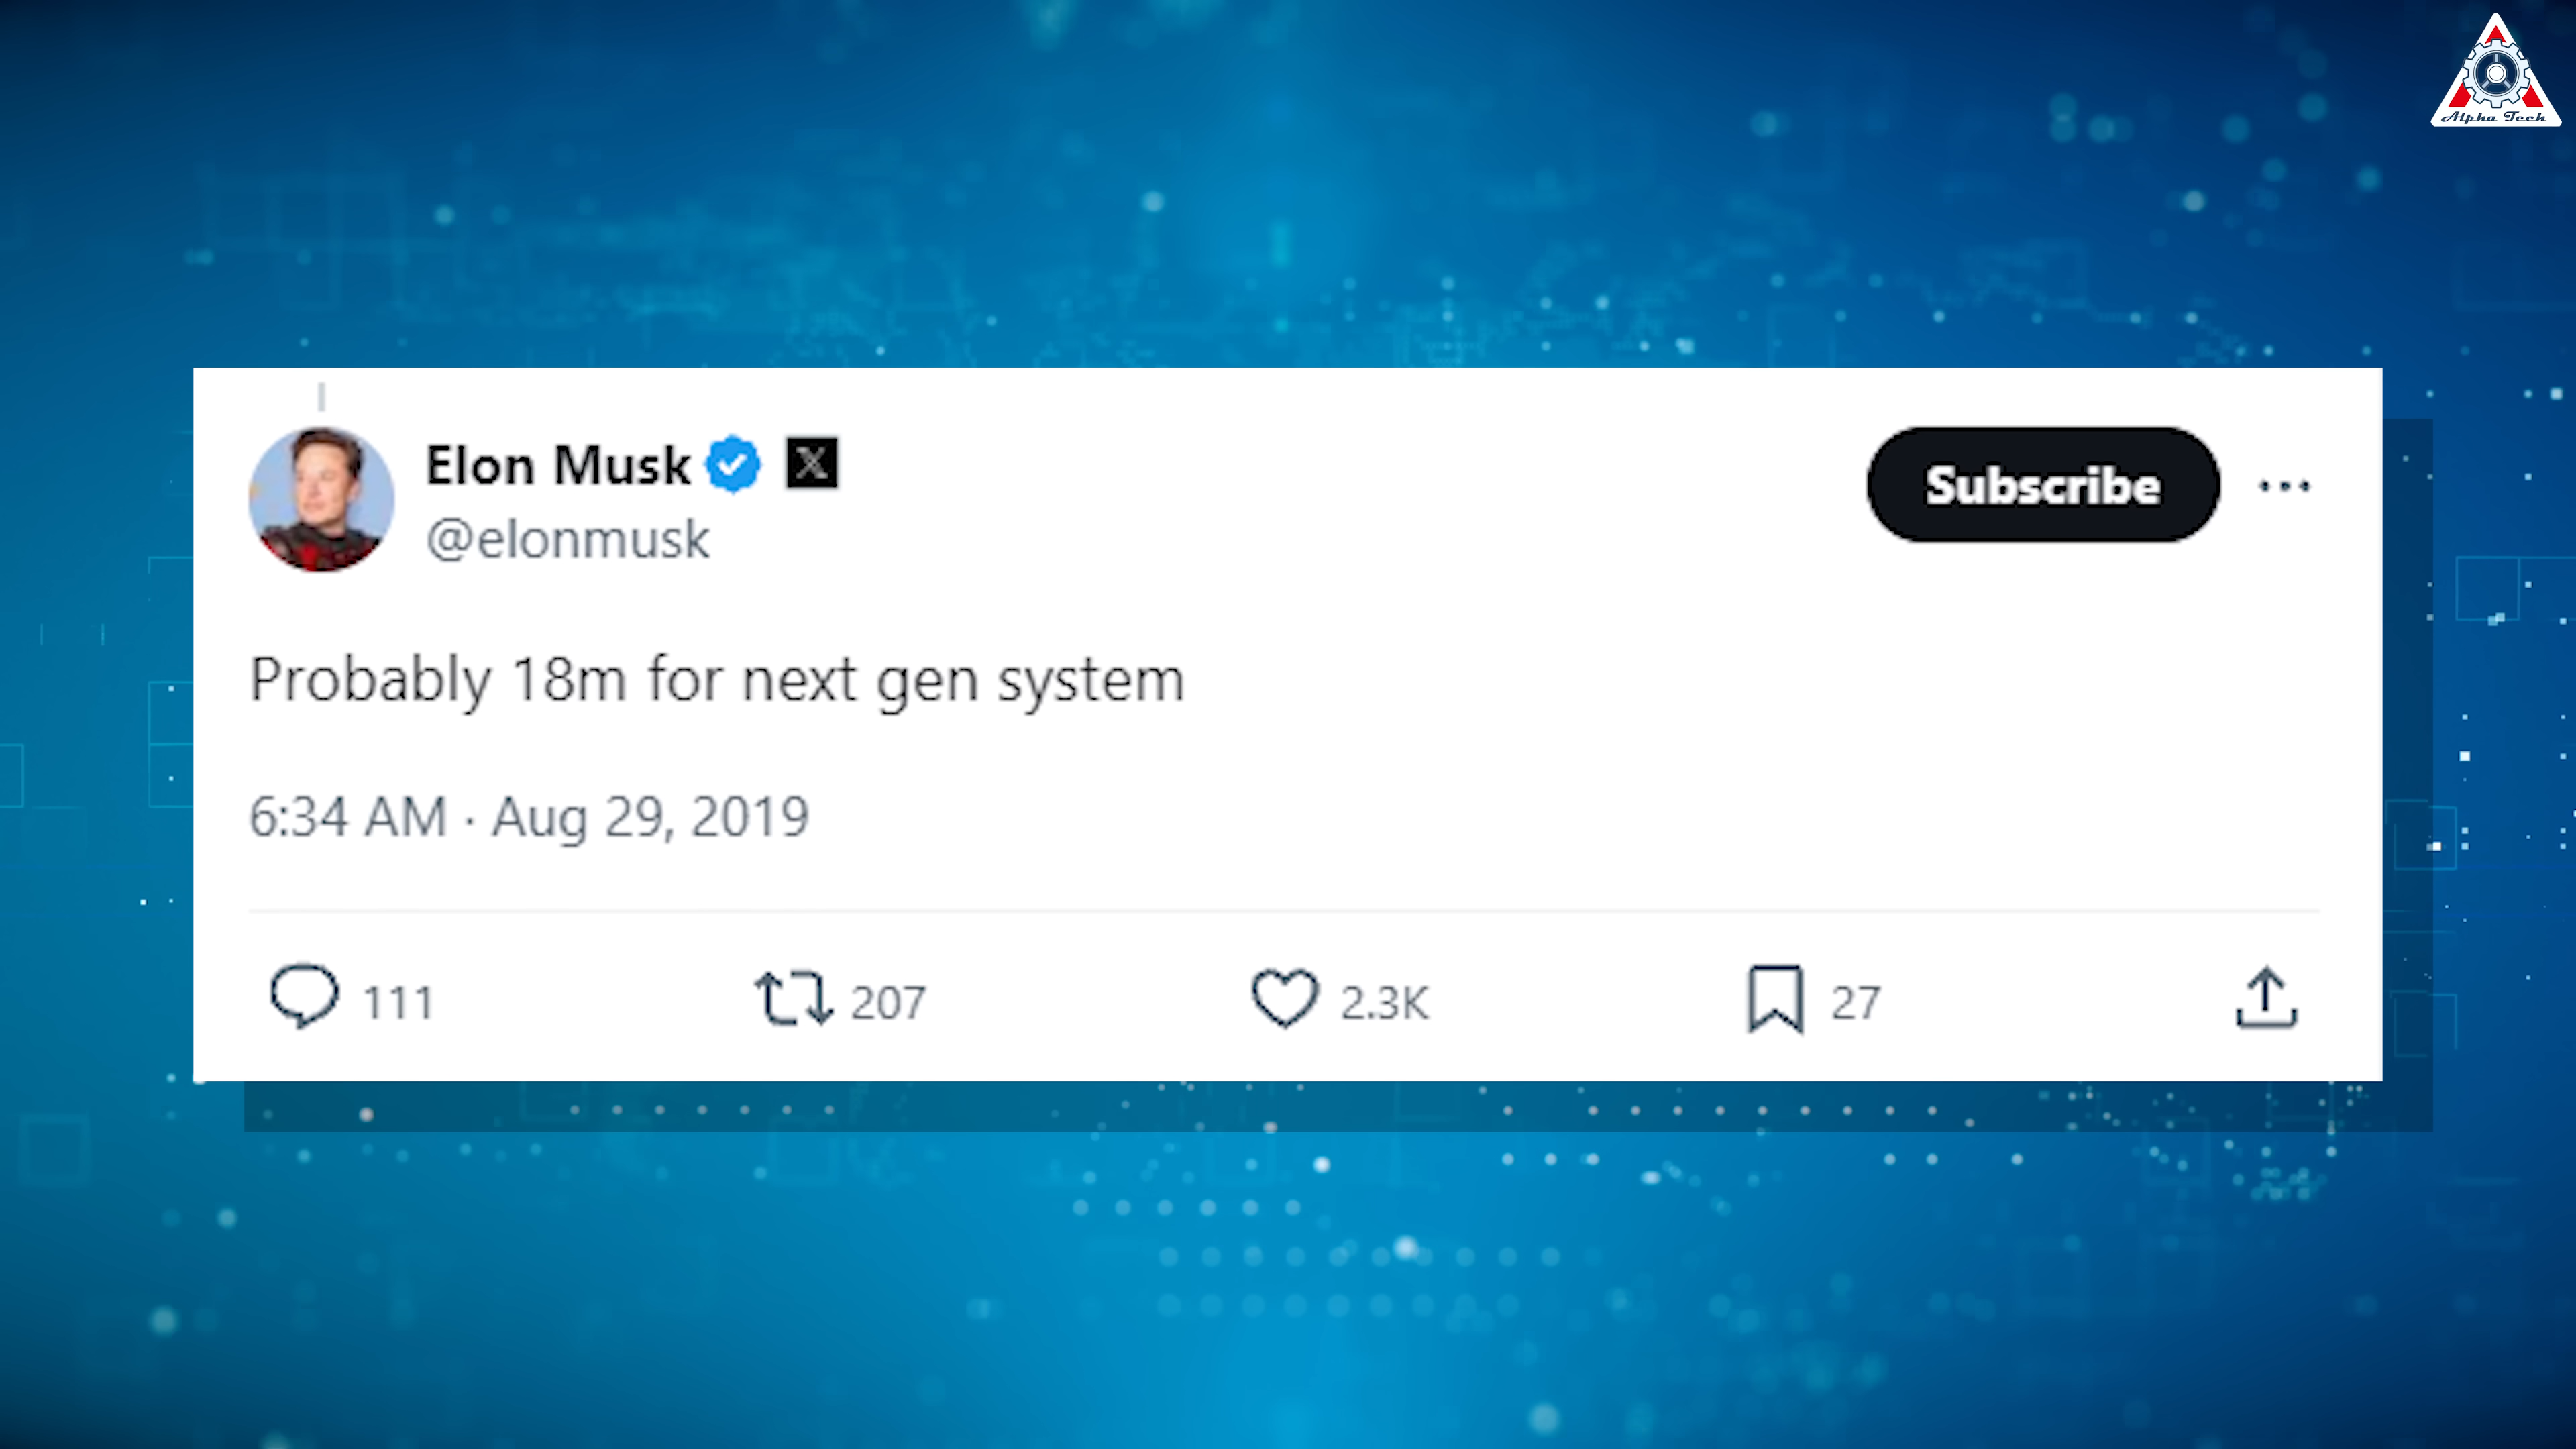 Alpha Tech
Elon Musk
@elonmusk
Subscribe
Probably 18m for next gen system
6:34 AM · Aug 29, 2019
111
207
2.3K
27